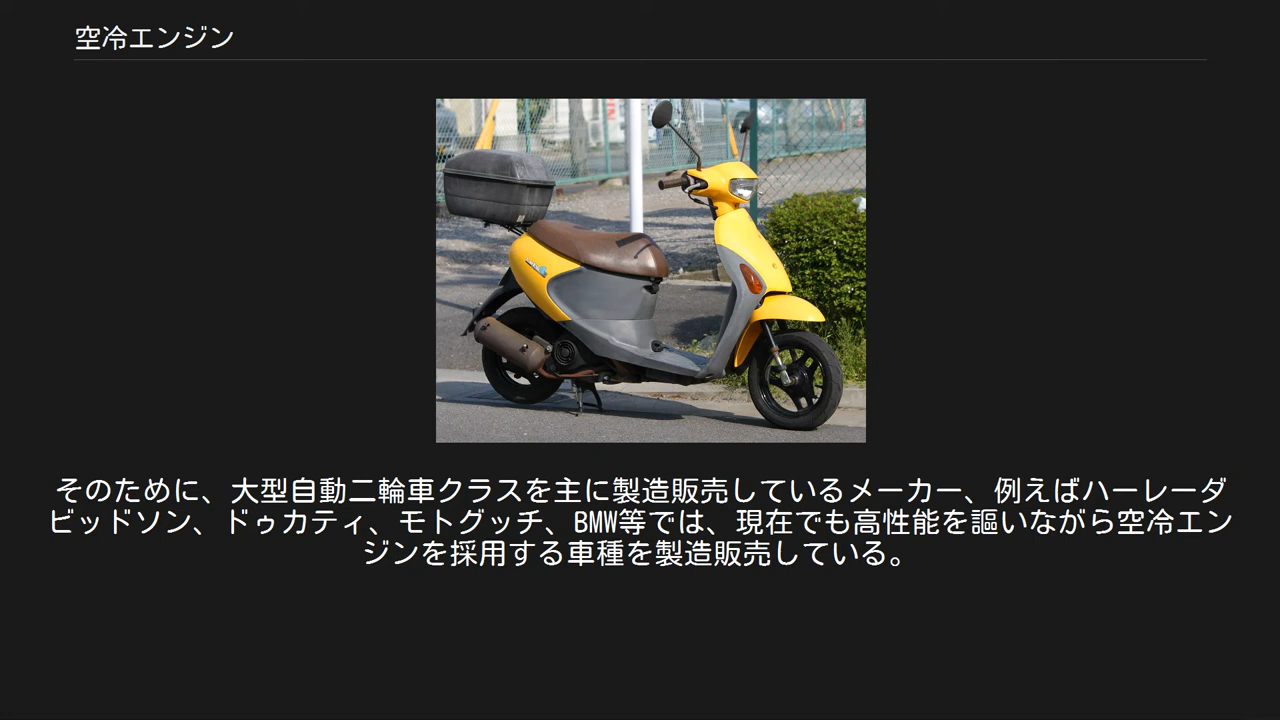 空冷エンジン
そのために、大型自動二輪車クラスを主に製造販売しているメーカー、例えばハーレーダ
ビッドソン、ドゥカティ、モトグッチ、BMW等では、現在でも高性能を謳いながら空冷エン
ジンを採用する車種を製造販売している。